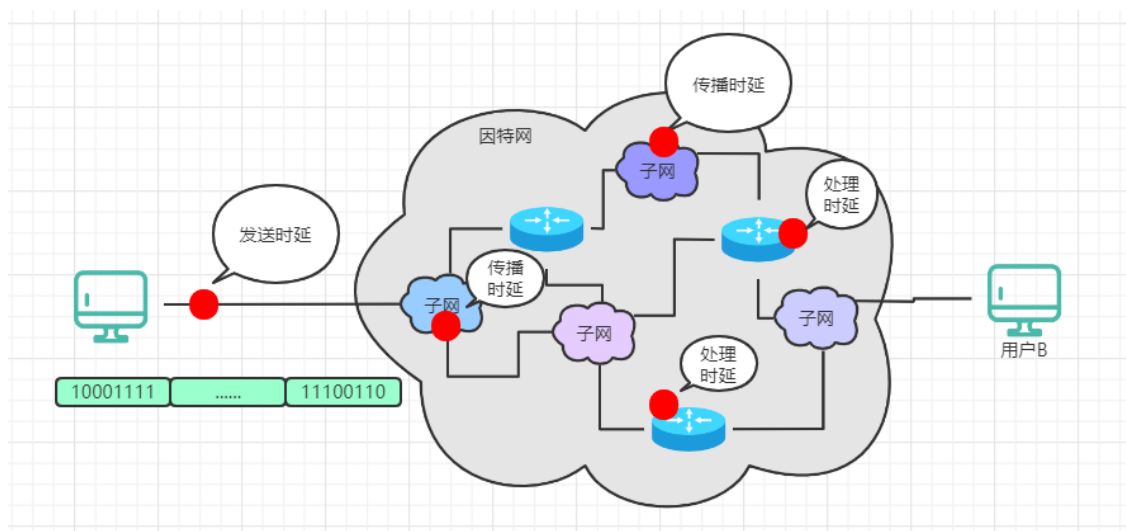 传播时延
因特网
子网
处理
时延
发送时延
传播
时延
子网
子网
子网
处理
时延
用户B
10001111
......
11100110